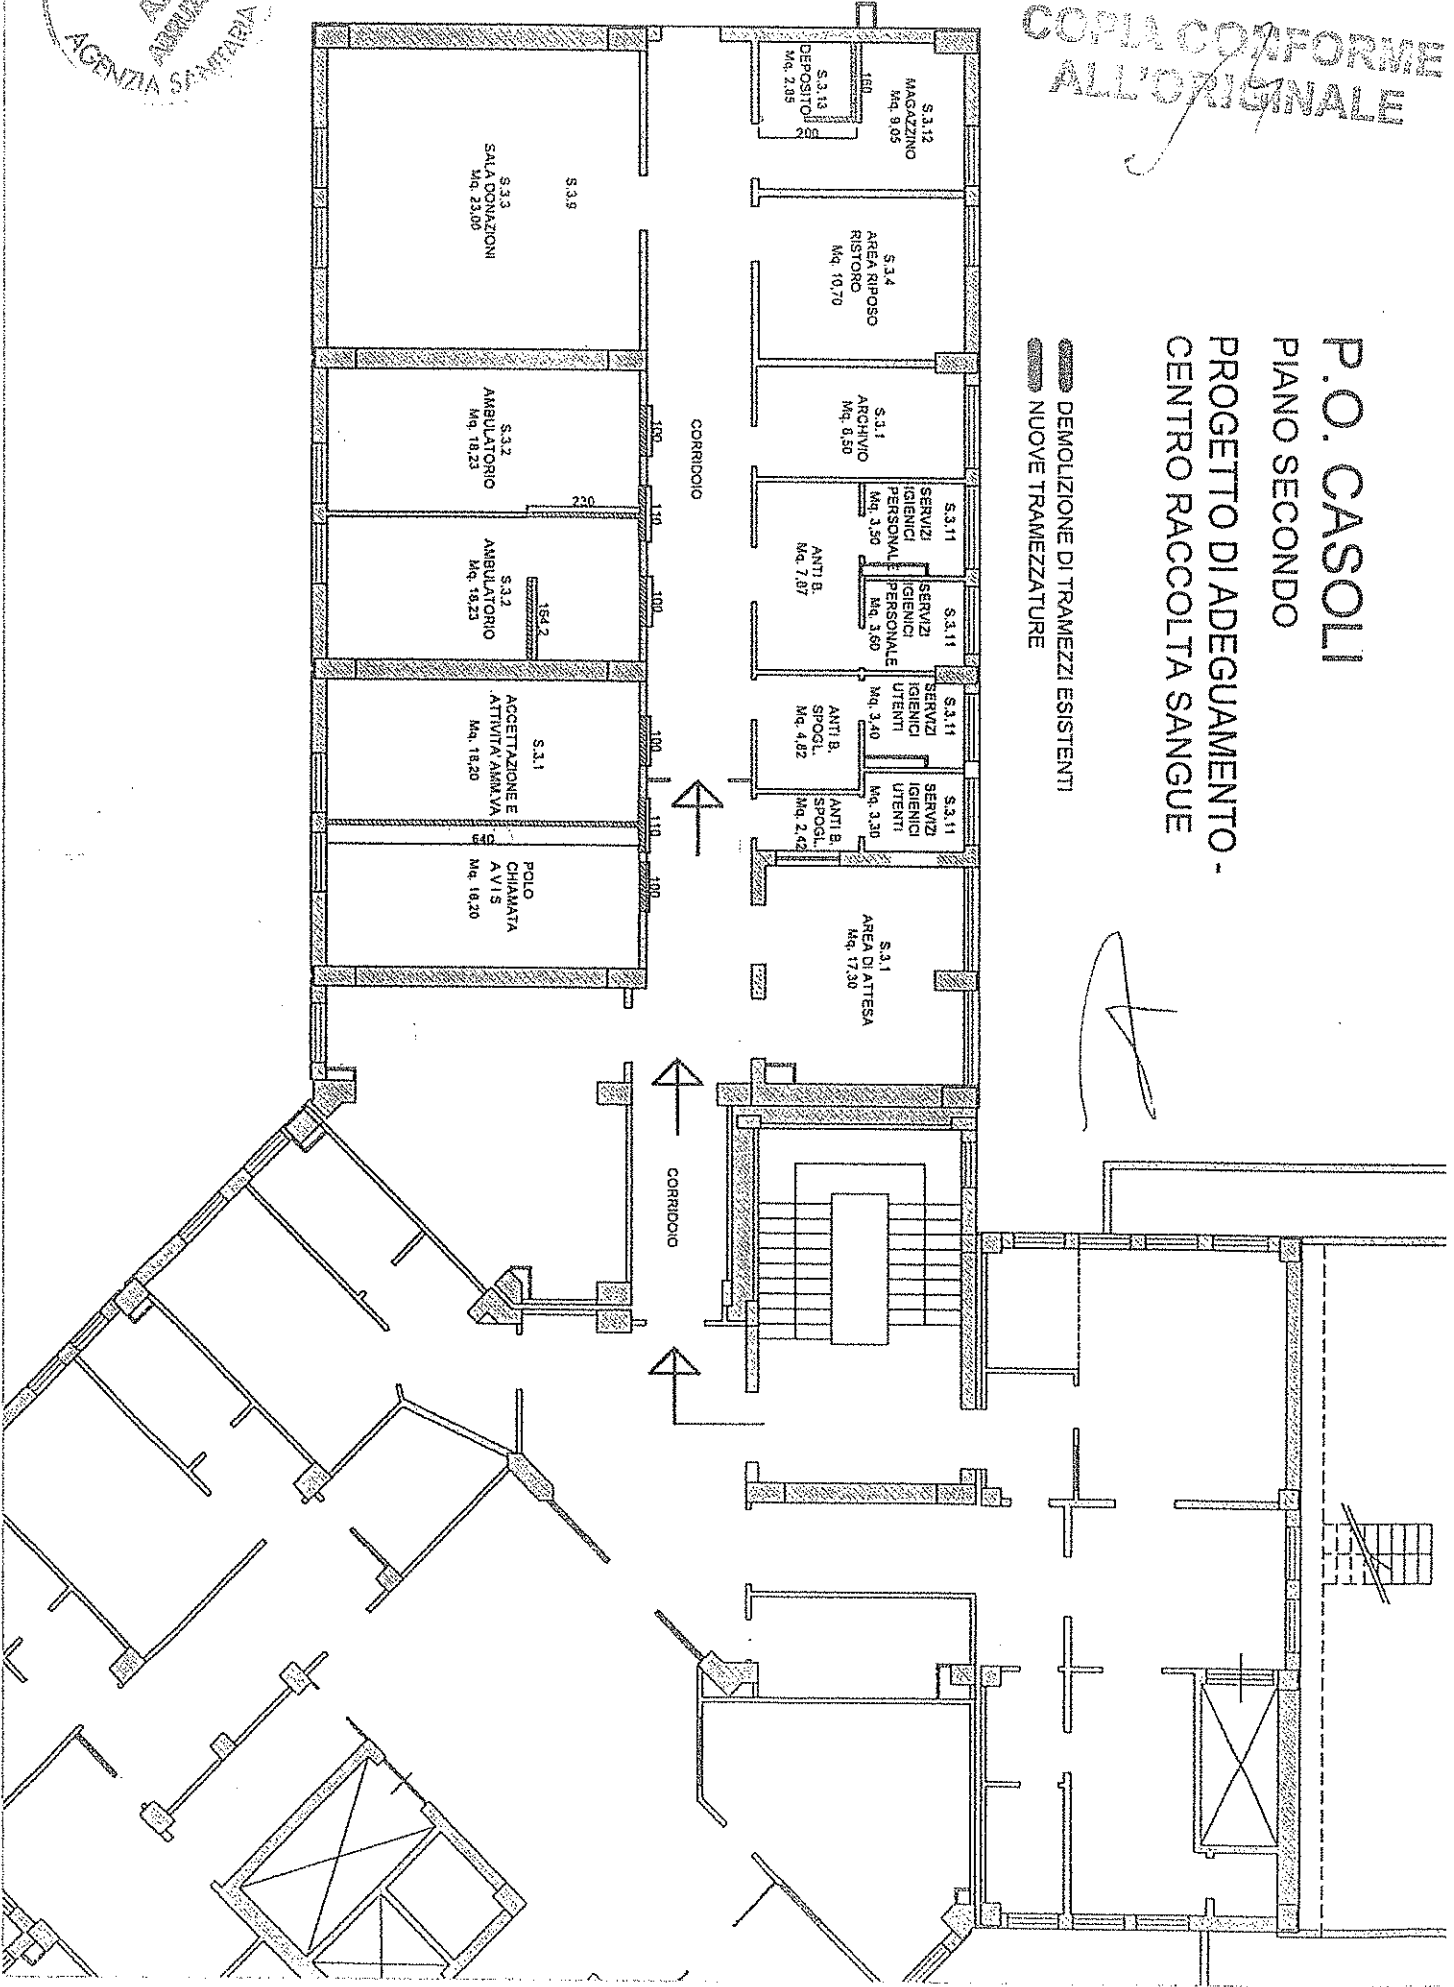 COPIA CONFORME
ALL'ORIGINALE
AGENZIA SANITARIA
P.O. CASOLI
PIANO SECONDO
PROGETTO DI ADEGUAMENTO -
CENTRO RACCOLTA SANGUE
DEMOLIZIONE DI TRAMEZZI ESISTENTI
NUOVE TRAMEZZATURE
S.3.12
MAGAZZINO
Mq. 9,05
160
S.3.13
DEPOSITO
Mq. 2,85
200
S.3.4
AREA RIPOSO
RISTORO
Mq. 10,70
S.3.1
ARCHIVIO
Mq. 6,50
S.3.11
SERVIZI
IGIENICI
PERSONALE
Mq. 3,50
S.3.11
SERVIZI
IGIENICI
PERSONALE
Mq. 3,60
S.3.11
SERVIZI
IGIENICI
UTENTI
Mq. 3,40
S.3.11
SERVIZI
IGIENICI
UTENTI
Mq. 3,30
ANTI B.
Mq. 7,87
ANTI B.
SPOGL.
Mq. 4,82
ANTI B.
SPOGL.
Mq. 2,42
S.3.1
AREA DI ATTESA
Mq. 17,30
CORRIDOIO
CORRIDOIO
S.3.9
S.3.3
SALA DONAZIONI
Mq. 23,00
100
110
100
100
110
100
S.3.2
AMBULATORIO
Mq. 18,23
220
S.3.2
AMBULATORIO
Mq. 18,23
164.2
S.3.1
ACCETTAZIONE E
ATTIVITA' AMM.VA
Mq. 18,20
640
POLO
CHIAMATA
A V I S
Mq. 16,20